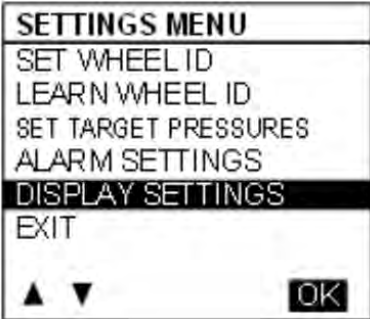 SETTINGS MENU
SET WHEEL ID
LEARN WHEEL ID
SET TARGET PRESSURES
ALARM SETTINGS
DISPLAY SETTINGS
EXIT
▲ ▼ OK